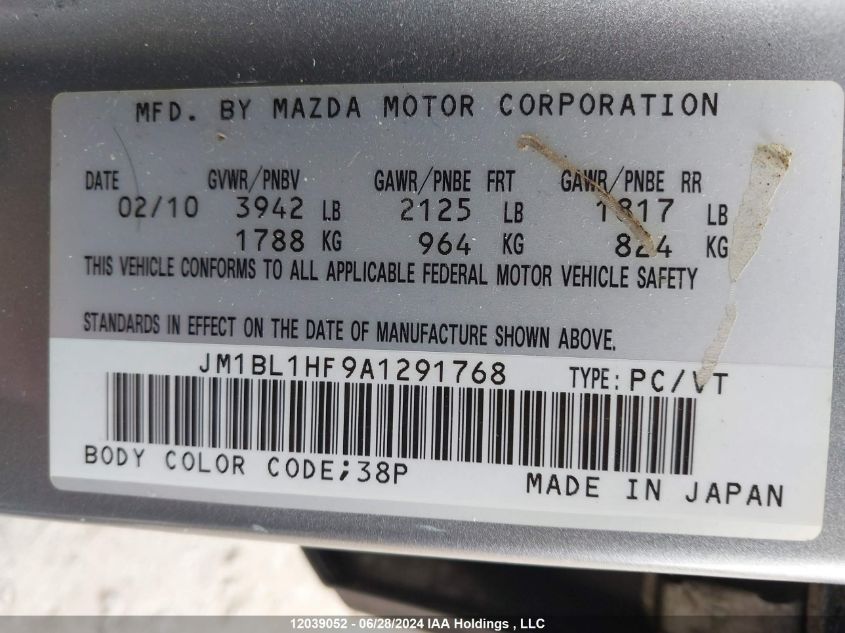 MFD. BY MAZDA MOTOR CORPORATION
DATE GVWR/PNBV GAWR/PNBE FRT GAWR/PNBE RR
02/10 3942 LB 2125 LB 1817 LB
1788 KG 964 KG 824 KG
THIS VEHICLE CONFORMS TO ALL APPLICABLE FEDERAL MOTOR VEHICLE SAFETY
STANDARDS IN EFFECT ON THE DATE OF MANUFACTURE SHOWN ABOVE.
JM1BL1HF9A1291768 TYPE: PC/VT
BODY COLOR CODE;38P
MADE IN JAPAN
12039052 - 06/28/2024 IAA Holdings , LLC